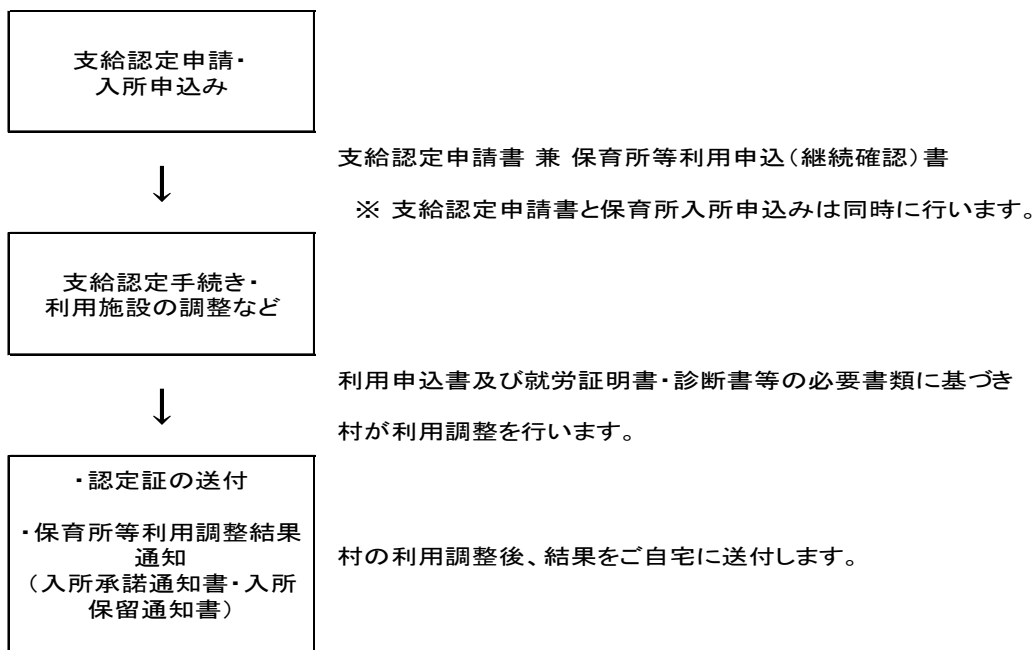 支給認定申請・
入所申込み
↓
支給認定申請書 兼 保育所等利用申込(継続確認)書
※ 支給認定申請書と保育所入所申込みは同時に行います。
支給認定手続き・
利用施設の調整など
↓
利用申込書及び就労証明書・診断書等の必要書類に基づき
村が利用調整を行います。
・認定証の送付
・保育所等利用調整結果
通知
(入所承諾通知書・入所
保留通知書)
村の利用調整後、結果をご自宅に送付します。